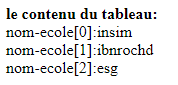 le contenu du tableau:
nom-ecole[0]:insim
nom-ecole[1]:ibnrochd
nom-ecole[2]:esg